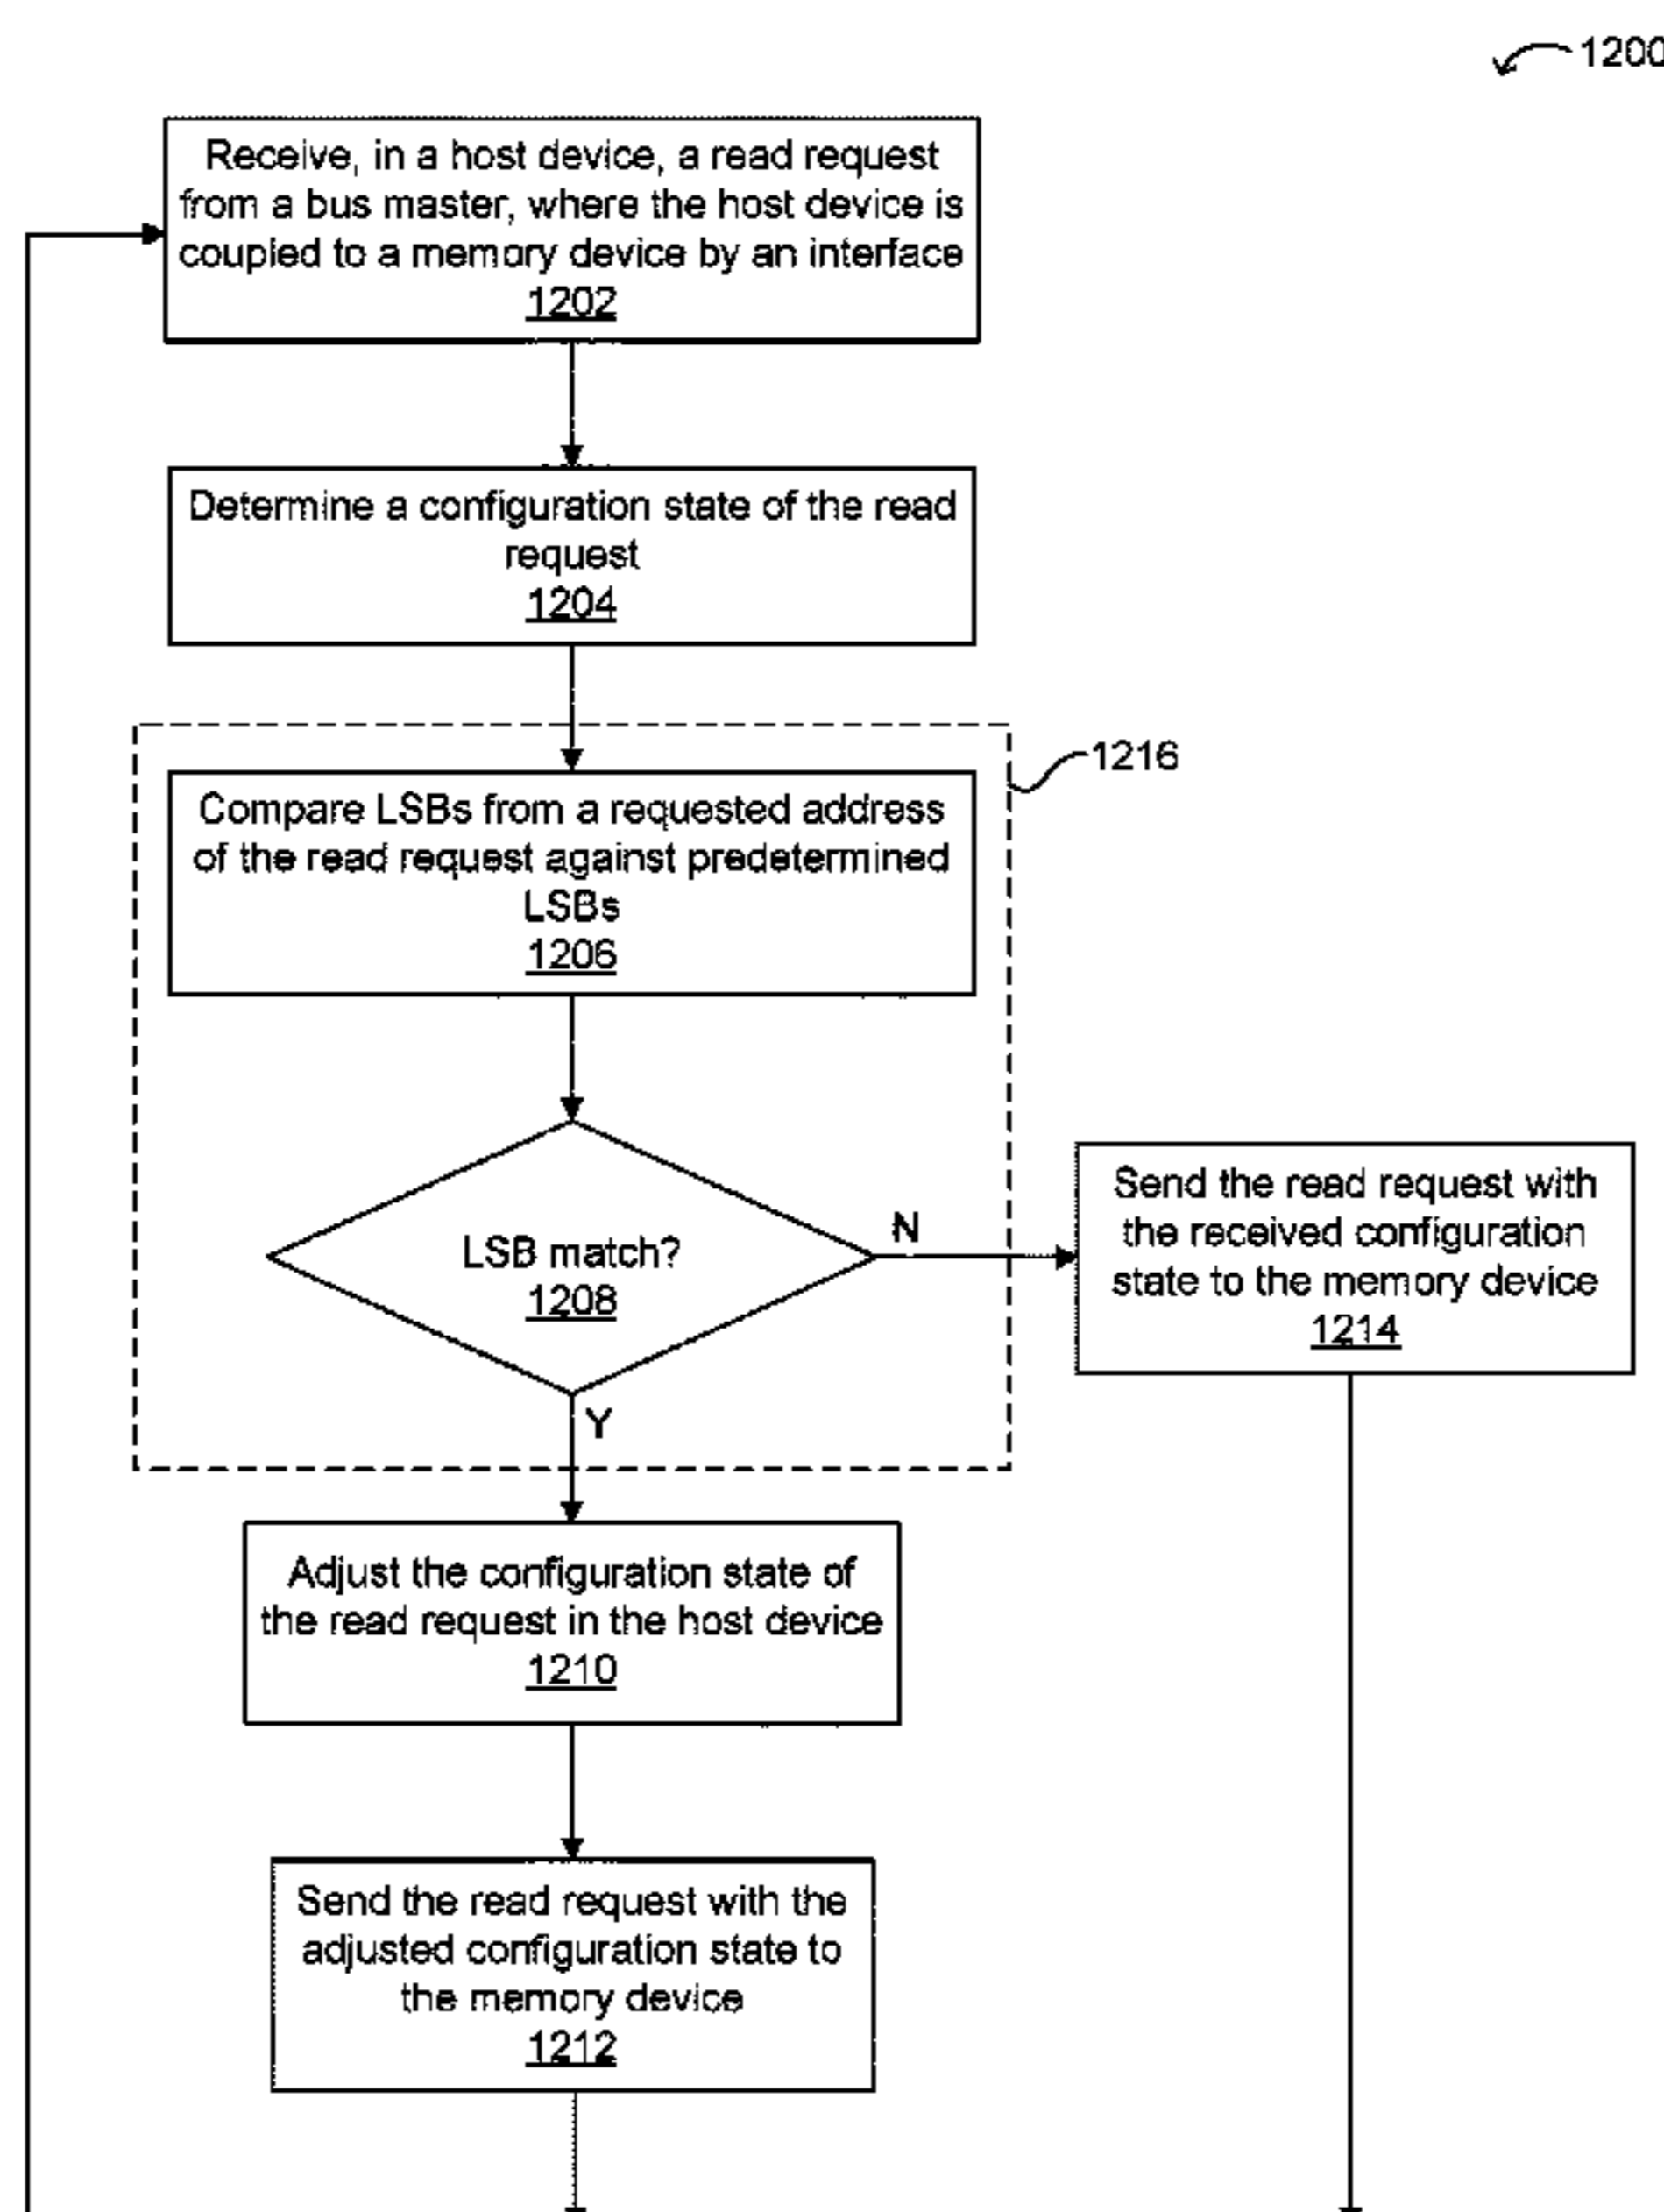 1200
Receive, in a host device, a read request
from a bus master, where the host device is
coupled to a memory device by an interface
1202
Determine a configuration state of the read
request
1204
1216
Compare LSBs from a requested address
of the read request against predetermined
LSBs
1206
LSB match?
1208
N
Y
Send the read request with
the received configuration
state to the memory device
1214
Adjust the configuration state of
the read request in the host device
1210
Send the read request with the
adjusted configuration state to
the memory device
1212